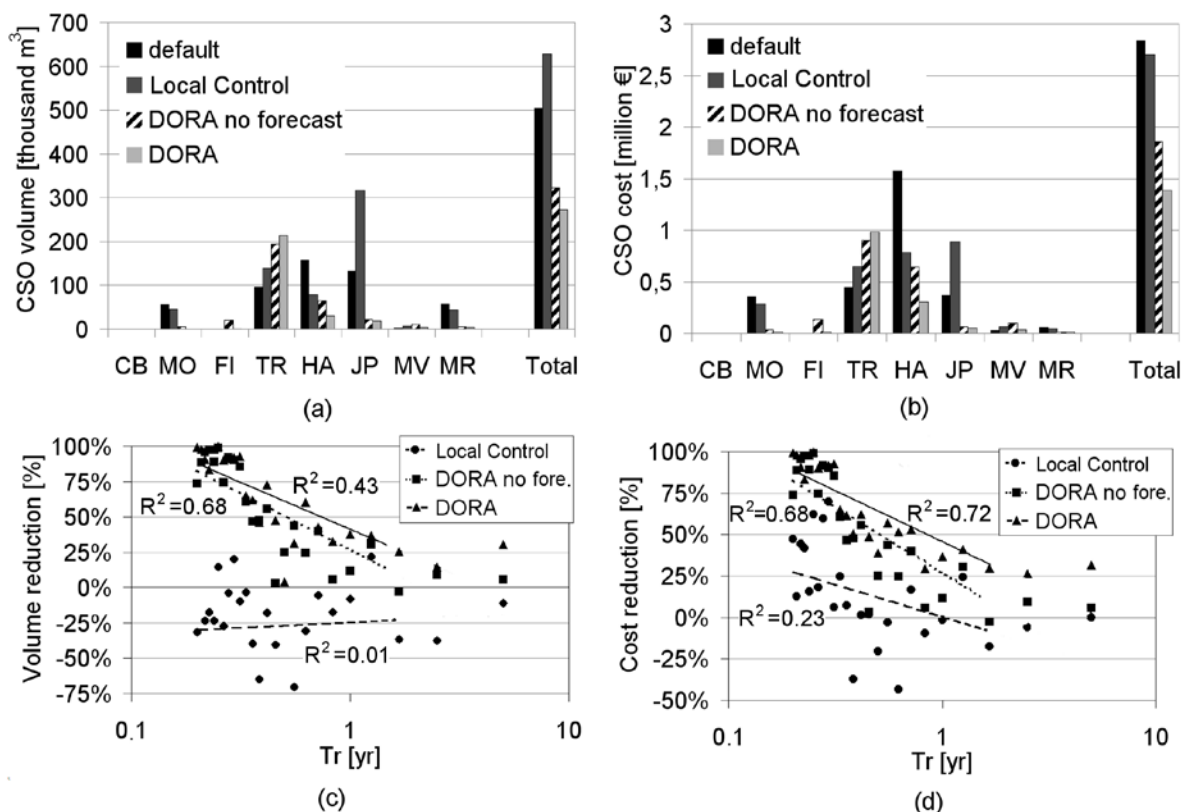 CSO volume [thousand m³]
700
600
500
400
300
200
100
0
default
Local Control
DORA no forecast
DORA
CB MO FI TR HA JP MV MR Total
(a)
CSO cost [million €]
3
2,5
2
1,5
1
0,5
0
default
Local Control
DORA no forecast
DORA
CB MO FI TR HA JP MV MR Total
(b)
Volume reduction [%]
100%
75%
50%
25%
0%
-25%
-50%
-75%
Local Control
DORA no fore.
DORA
R²=0.43
R²=0.68
R²=0.01
0.1 1 10
Tr [yr]
(c)
Cost reduction [%]
100%
75%
50%
25%
0%
-25%
-50%
Local Control
DORA no fore.
DORA
R²=0.68
R²=0.72
R²=0.23
0.1 1 10
Tr [yr]
(d)